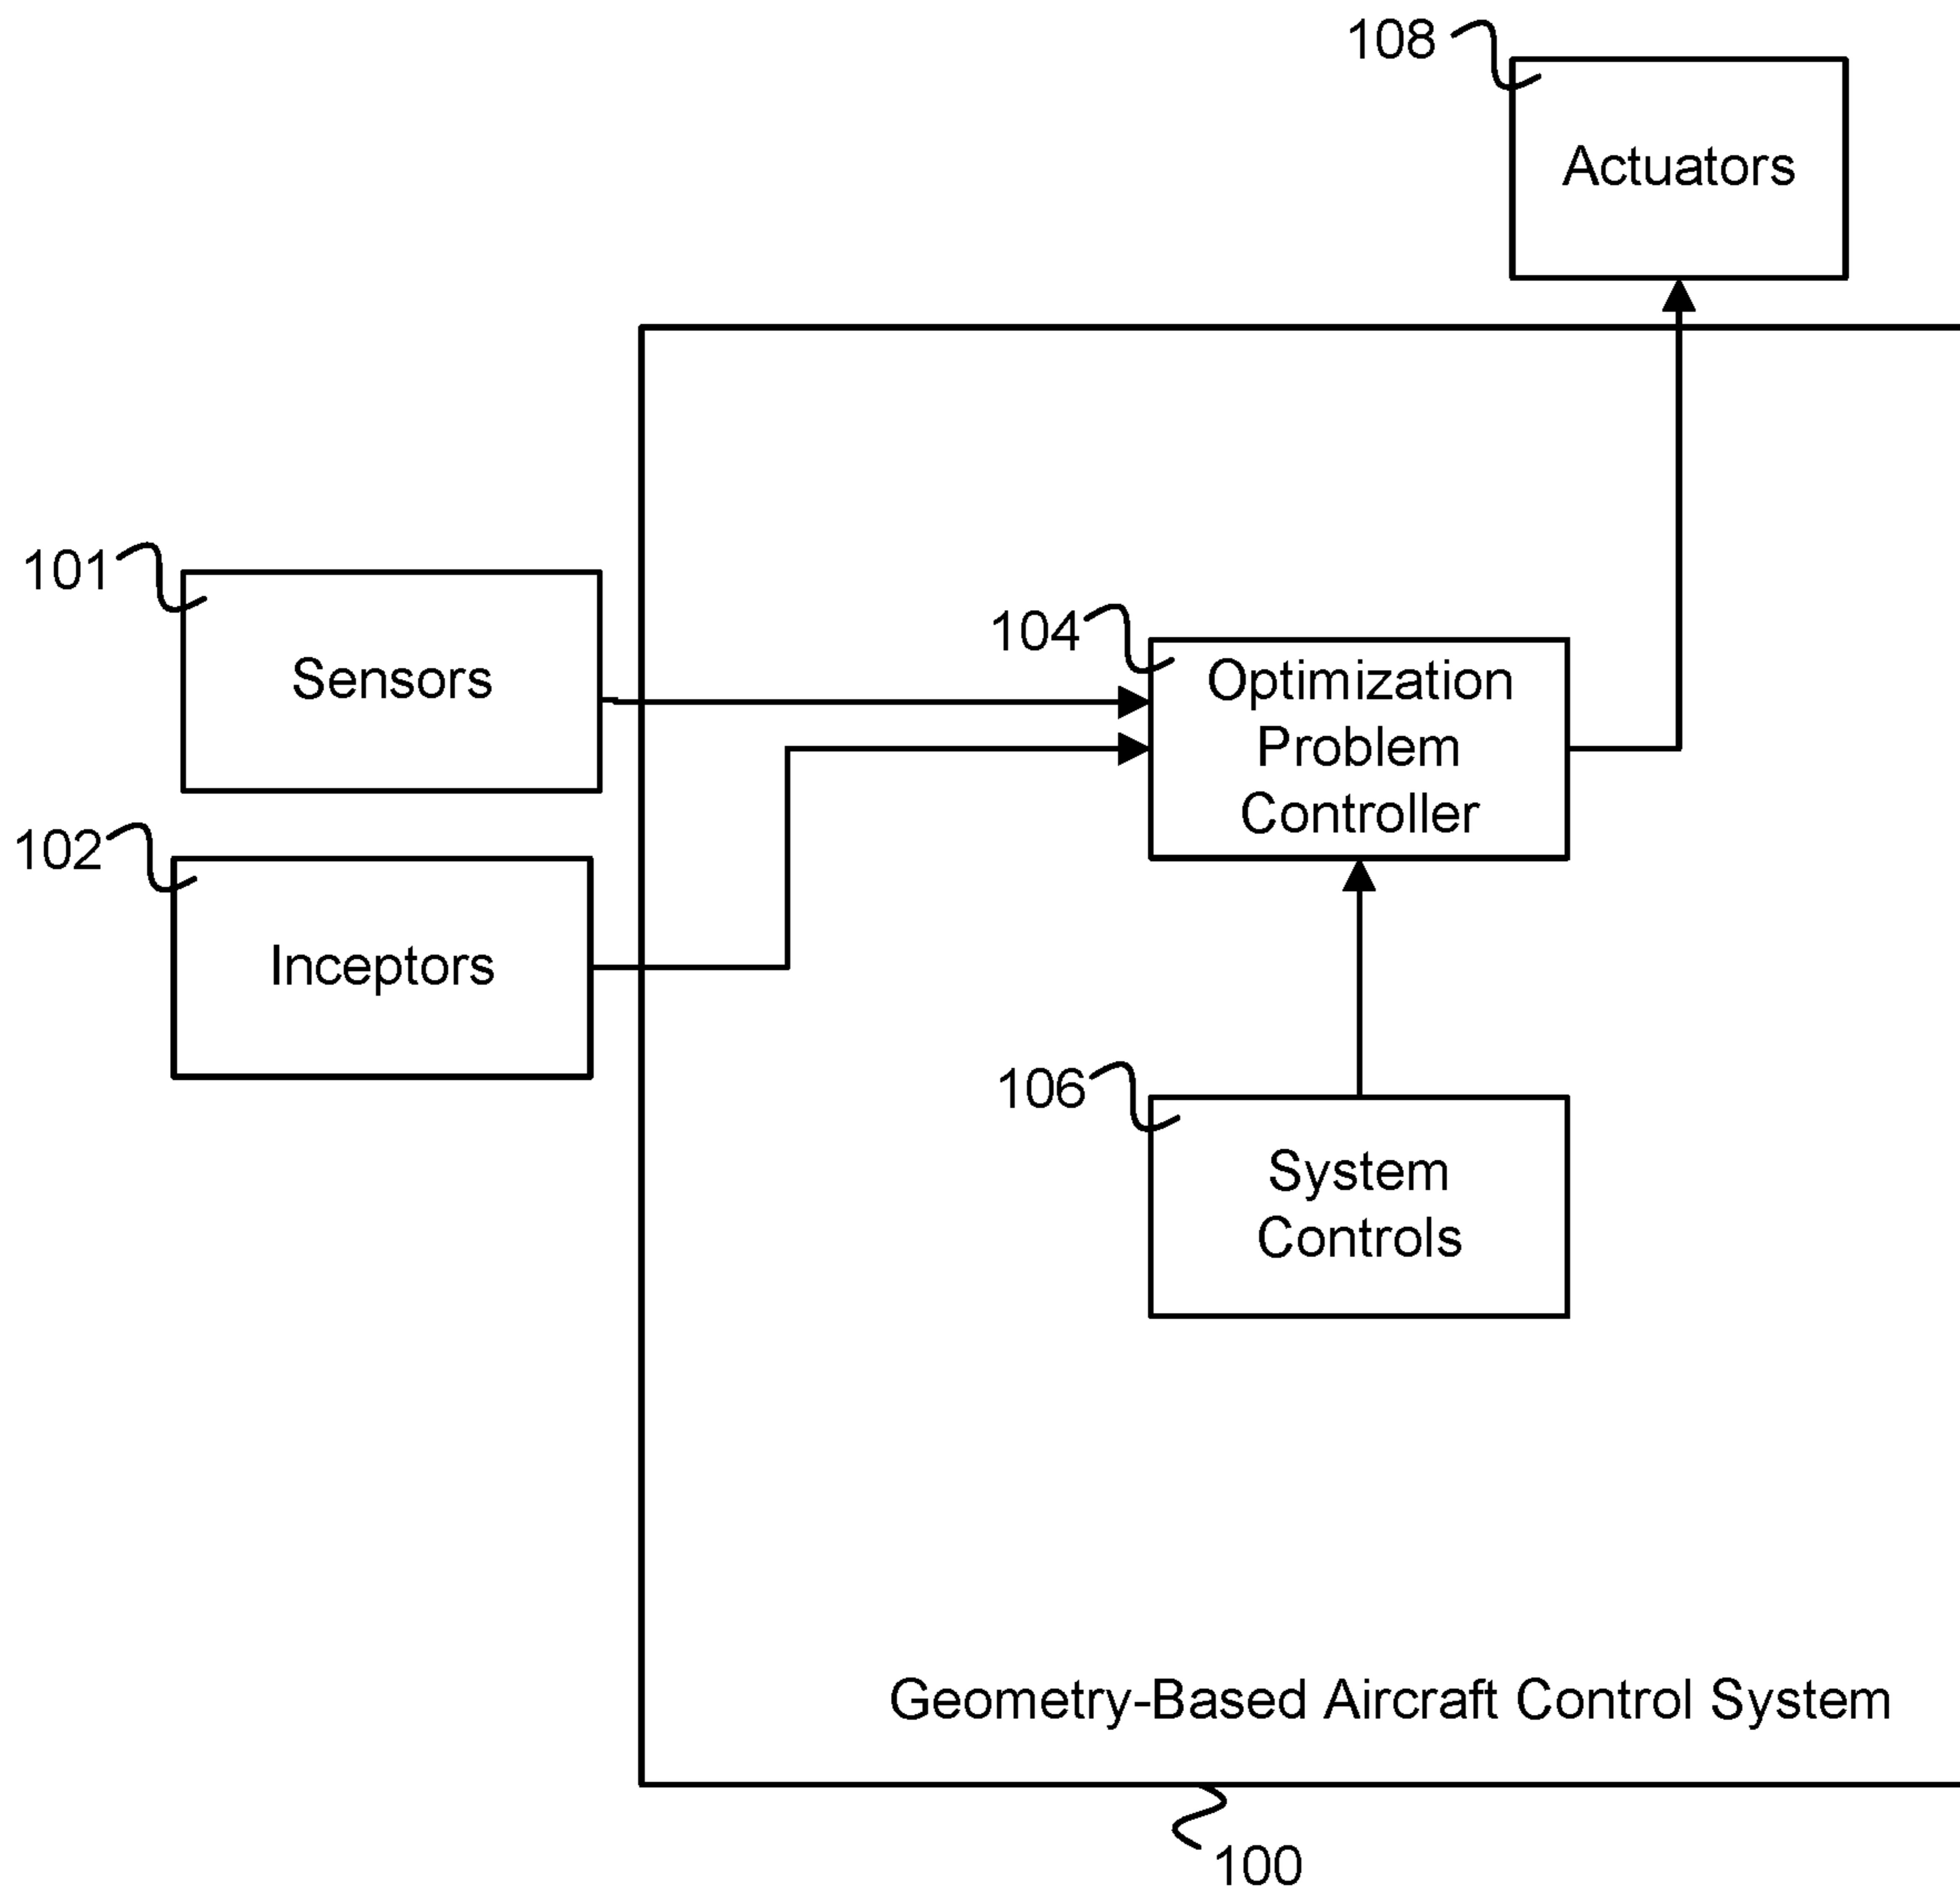 108
Actuators
101
Sensors
104
Optimization
Problem
Controller
102
Inceptors
106
System
Controls
Geometry-Based Aircraft Control System
100